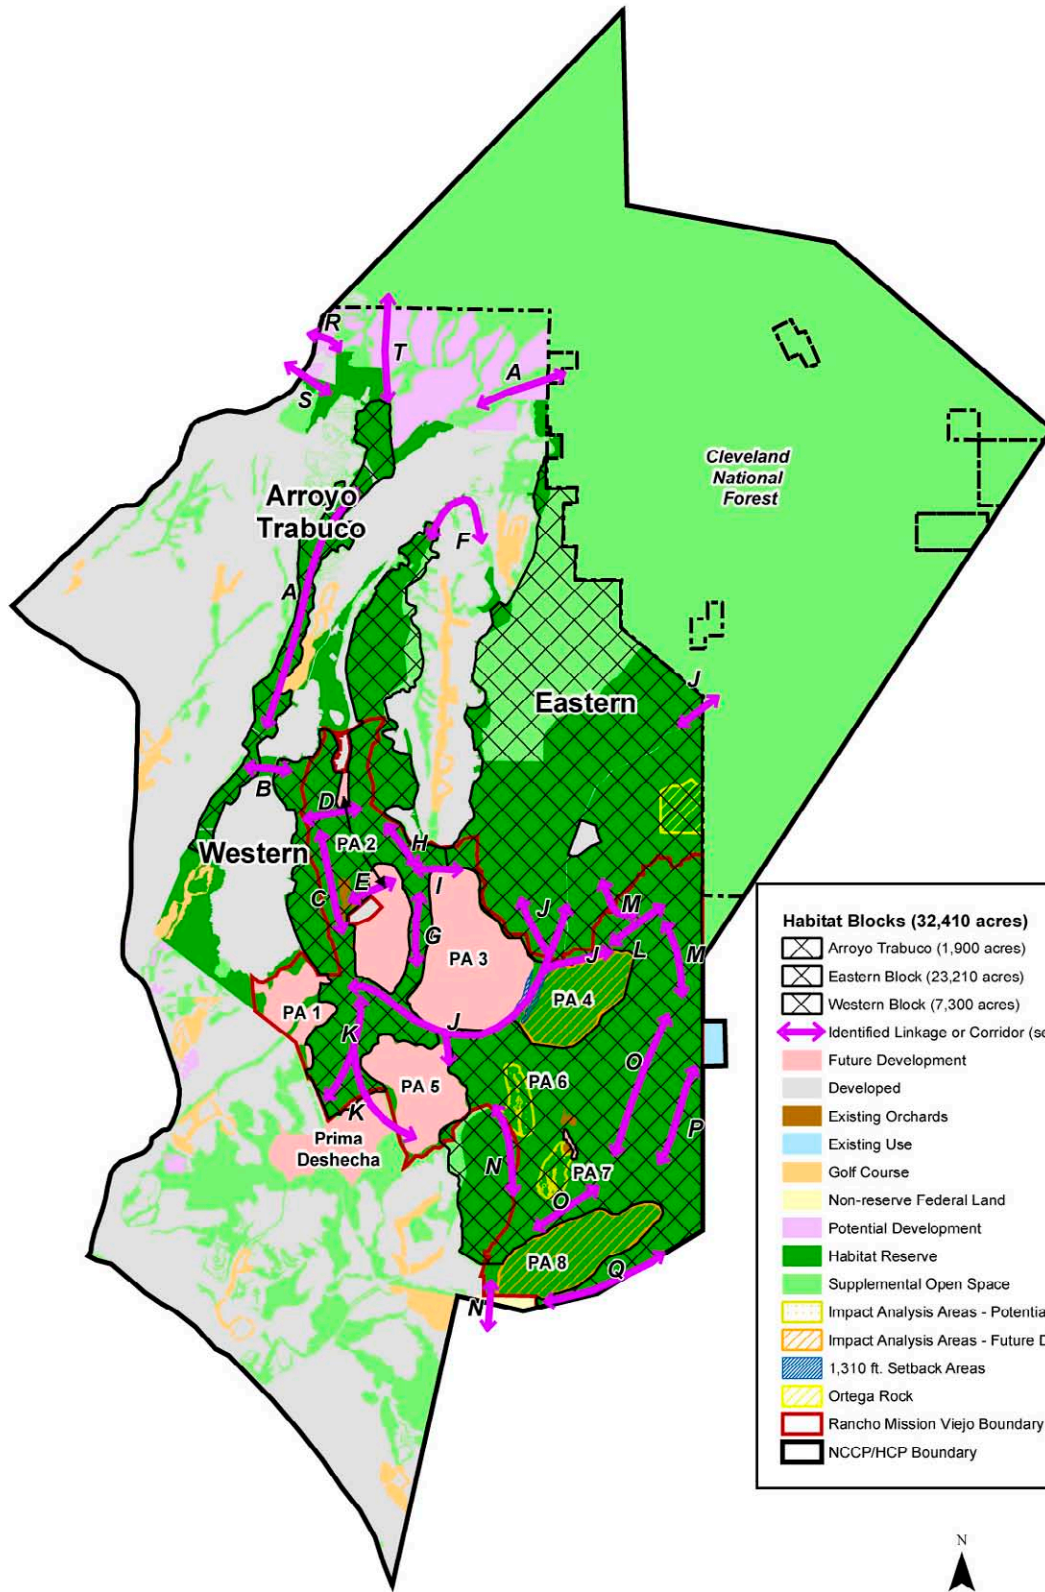 R
T
A
S
Cleveland
National
Forest
Arroyo
Trabuco
F
A
J
Eastern
B
D
PA 2
H
Western
E
I
C
J
M
G
L
PA 3
J
M
PA 4
PA 1
K
J
O
PA 5
PA 6
K
P
Prima
Deshecha
N
PA 7
O
PA 8
Q
N
Habitat Blocks (32,410 acres)
Arroyo Trabuco (1,900 acres)
Eastern Block (23,210 acres)
Western Block (7,300 acres)
Identified Linkage or Corridor (se
Future Development
Developed
Existing Orchards
Existing Use
Golf Course
Non-reserve Federal Land
Potential Development
Habitat Reserve
Supplemental Open Space
Impact Analysis Areas - Potentia
Impact Analysis Areas - Future D
1,310 ft. Setback Areas
Ortega Rock
Rancho Mission Viejo Boundary
NCCP/HCP Boundary
N